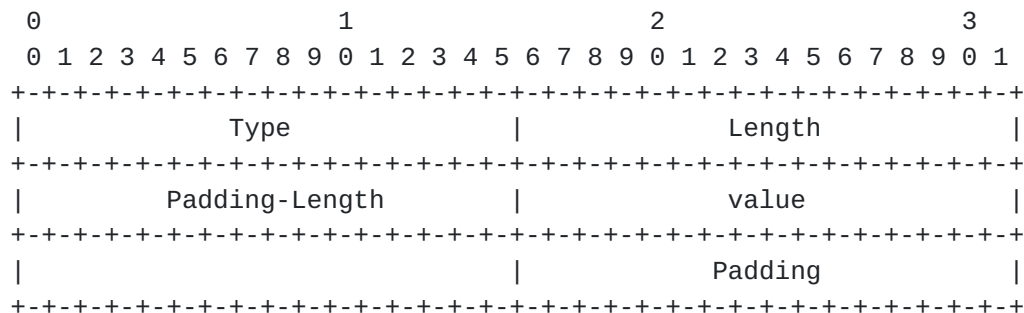 0                   1                   2                   3
 0 1 2 3 4 5 6 7 8 9 0 1 2 3 4 5 6 7 8 9 0 1 2 3 4 5 6 7 8 9 0 1
+-+-+-+-+-+-+-+-+-+-+-+-+-+-+-+-+-+-+-+-+-+-+-+-+-+-+-+-+-+-+-+-+
|             Type              |             Length            |
+-+-+-+-+-+-+-+-+-+-+-+-+-+-+-+-+-+-+-+-+-+-+-+-+-+-+-+-+-+-+-+-+
|         Padding-Length        |             value             |
+-+-+-+-+-+-+-+-+-+-+-+-+-+-+-+-+-+-+-+-+-+-+-+-+-+-+-+-+-+-+-+-+
|                               |            Padding            |
+-+-+-+-+-+-+-+-+-+-+-+-+-+-+-+-+-+-+-+-+-+-+-+-+-+-+-+-+-+-+-+-+